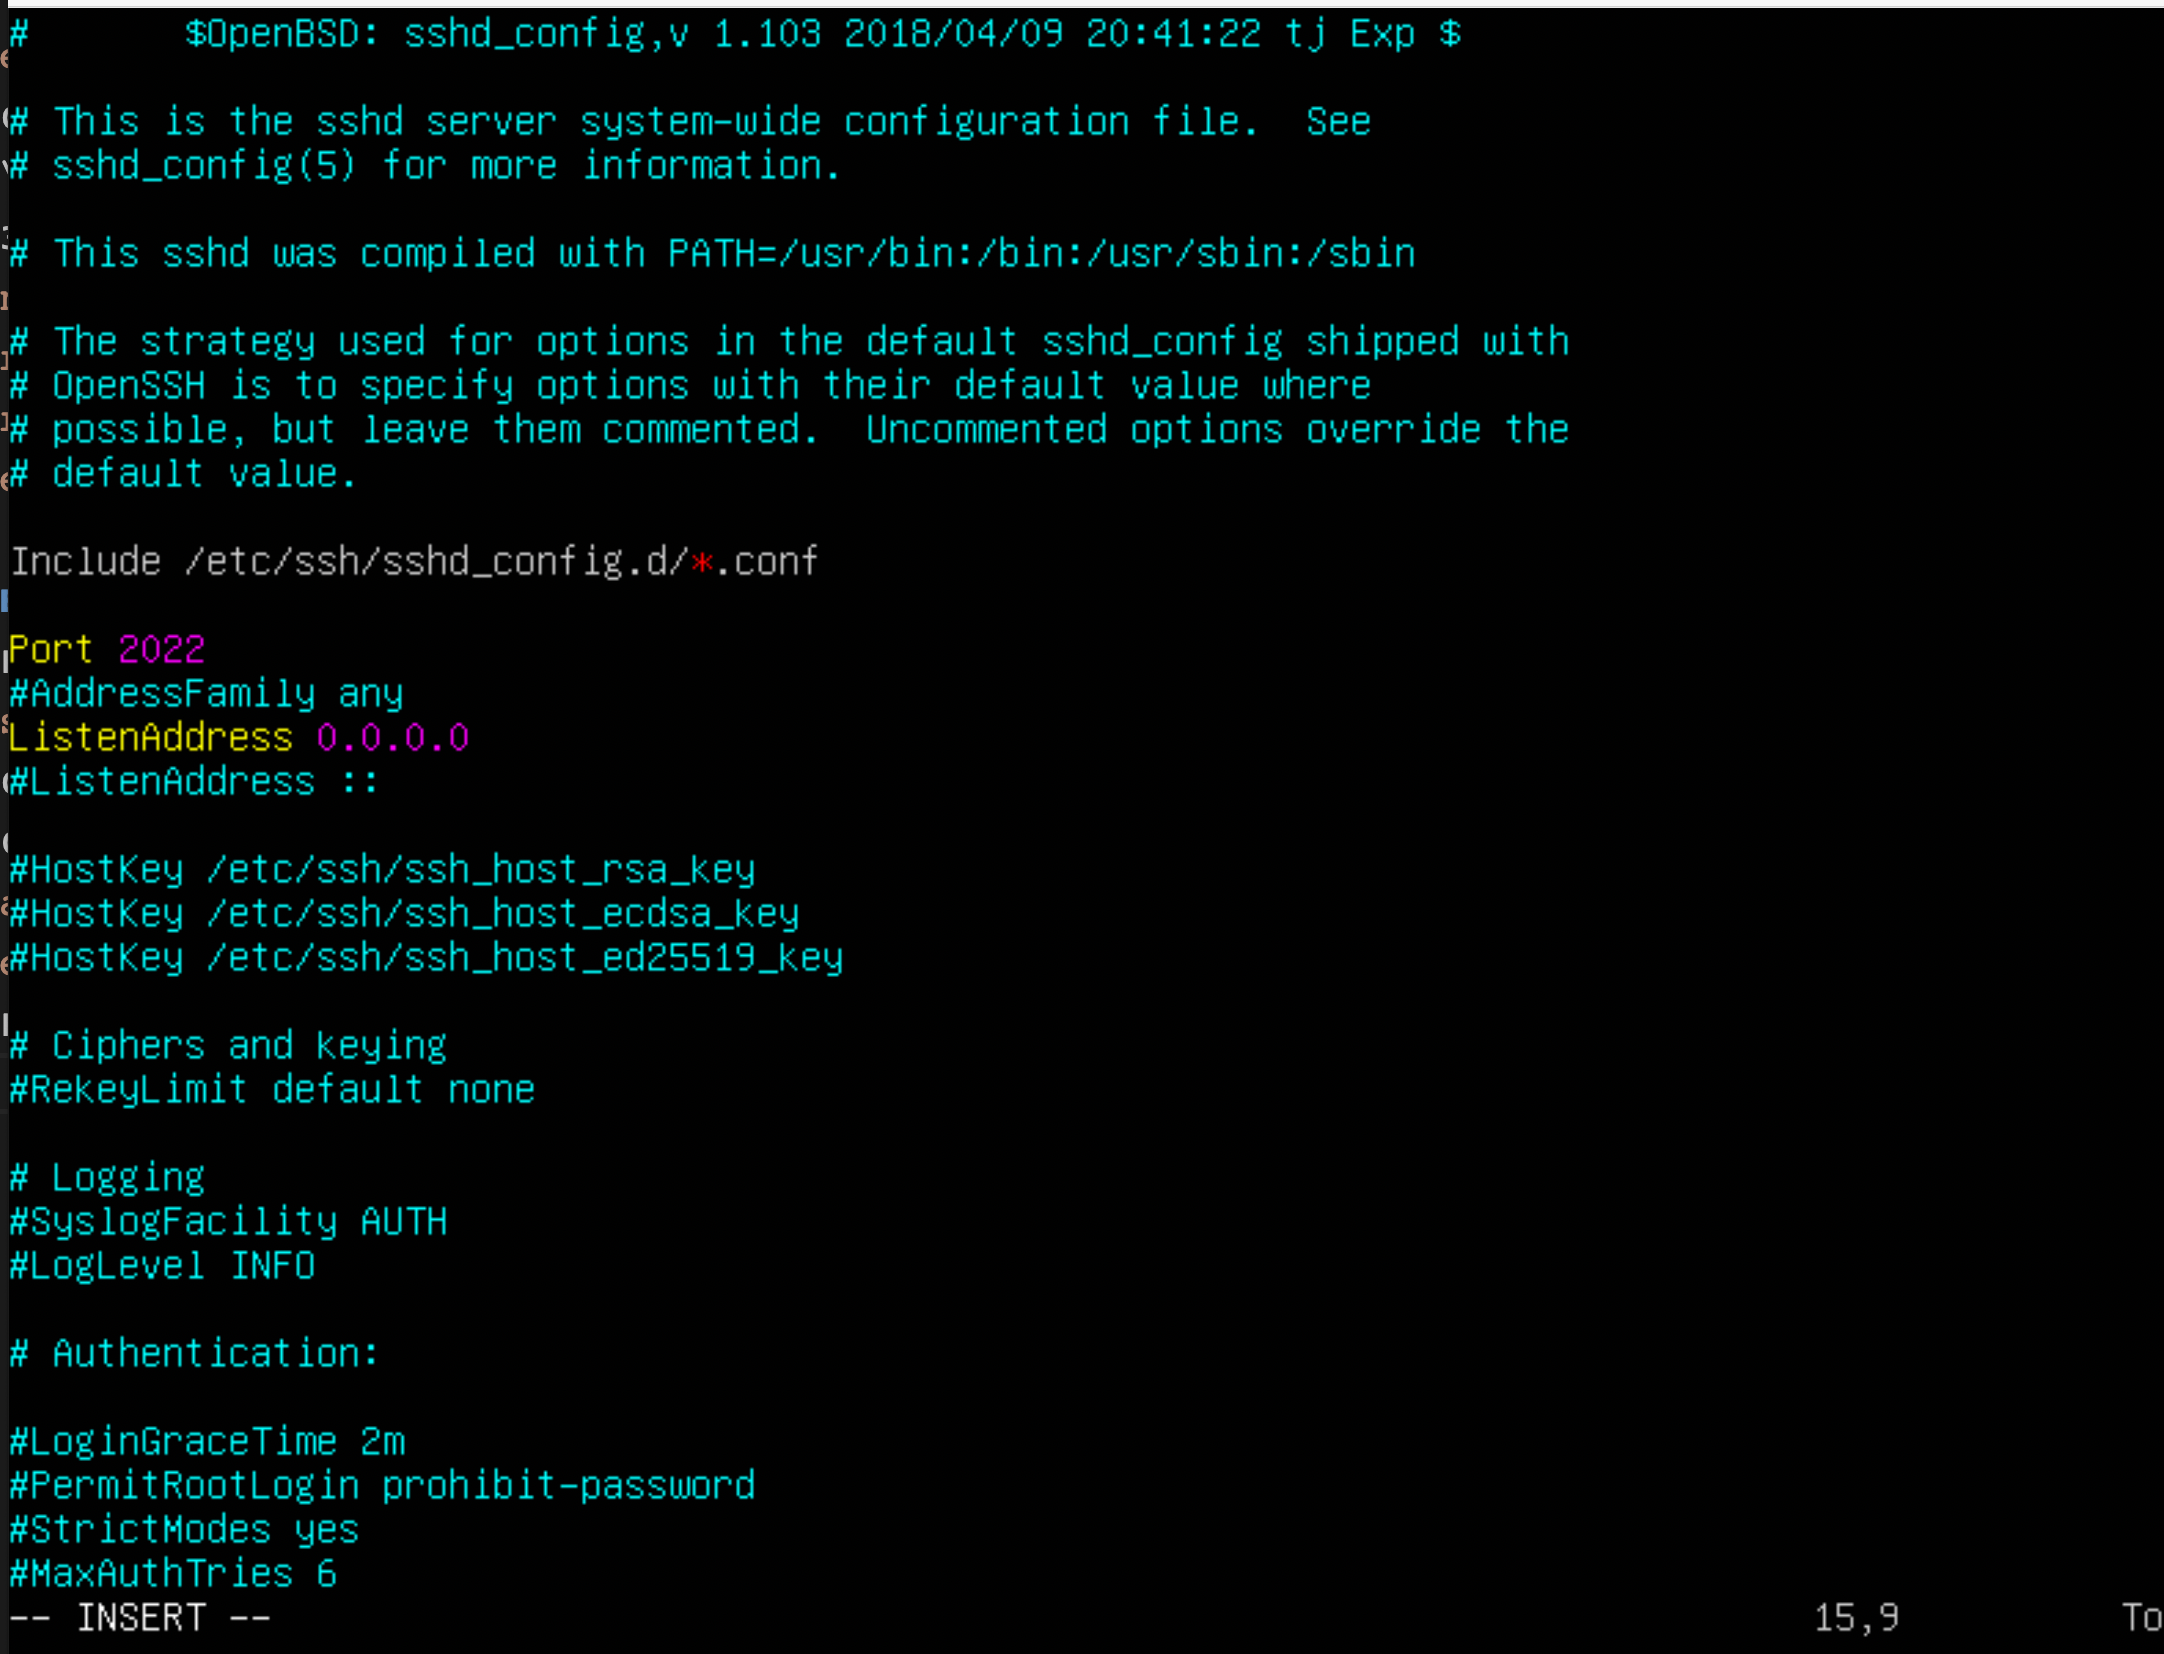 #       $OpenBSD: sshd_config,v 1.103 2018/04/09 20:41:22 tj Exp $
# This is the sshd server system-wide configuration file.  See
# sshd_config(5) for more information.
# This sshd was compiled with PATH=/usr/bin:/bin:/usr/sbin:/sbin
# The strategy used for options in the default sshd_config shipped with
# OpenSSH is to specify options with their default value where
# possible, but leave them commented.  Uncommented options override the
# default value.
Include /etc/ssh/sshd_config.d/*.conf
Port 2022
#AddressFamily any
ListenAddress 0.0.0.0
#ListenAddress ::
#HostKey /etc/ssh/ssh_host_rsa_key
#HostKey /etc/ssh/ssh_host_ecdsa_key
#HostKey /etc/ssh/ssh_host_ed25519_key
# Ciphers and keying
#RekeyLimit default none
# Logging
#SyslogFacility AUTH
#LogLevel INFO
# Authentication:
#LoginGraceTime 2m
#PermitRootLogin prohibit-password
#StrictModes yes
#MaxAuthTries 6
-- INSERT --                    15,9          To